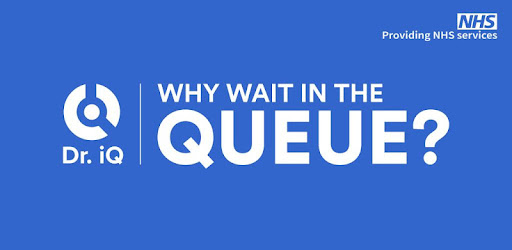 NHS
Providing NHS services
Dr. iQ
WHY WAIT IN THE
QUEUE?